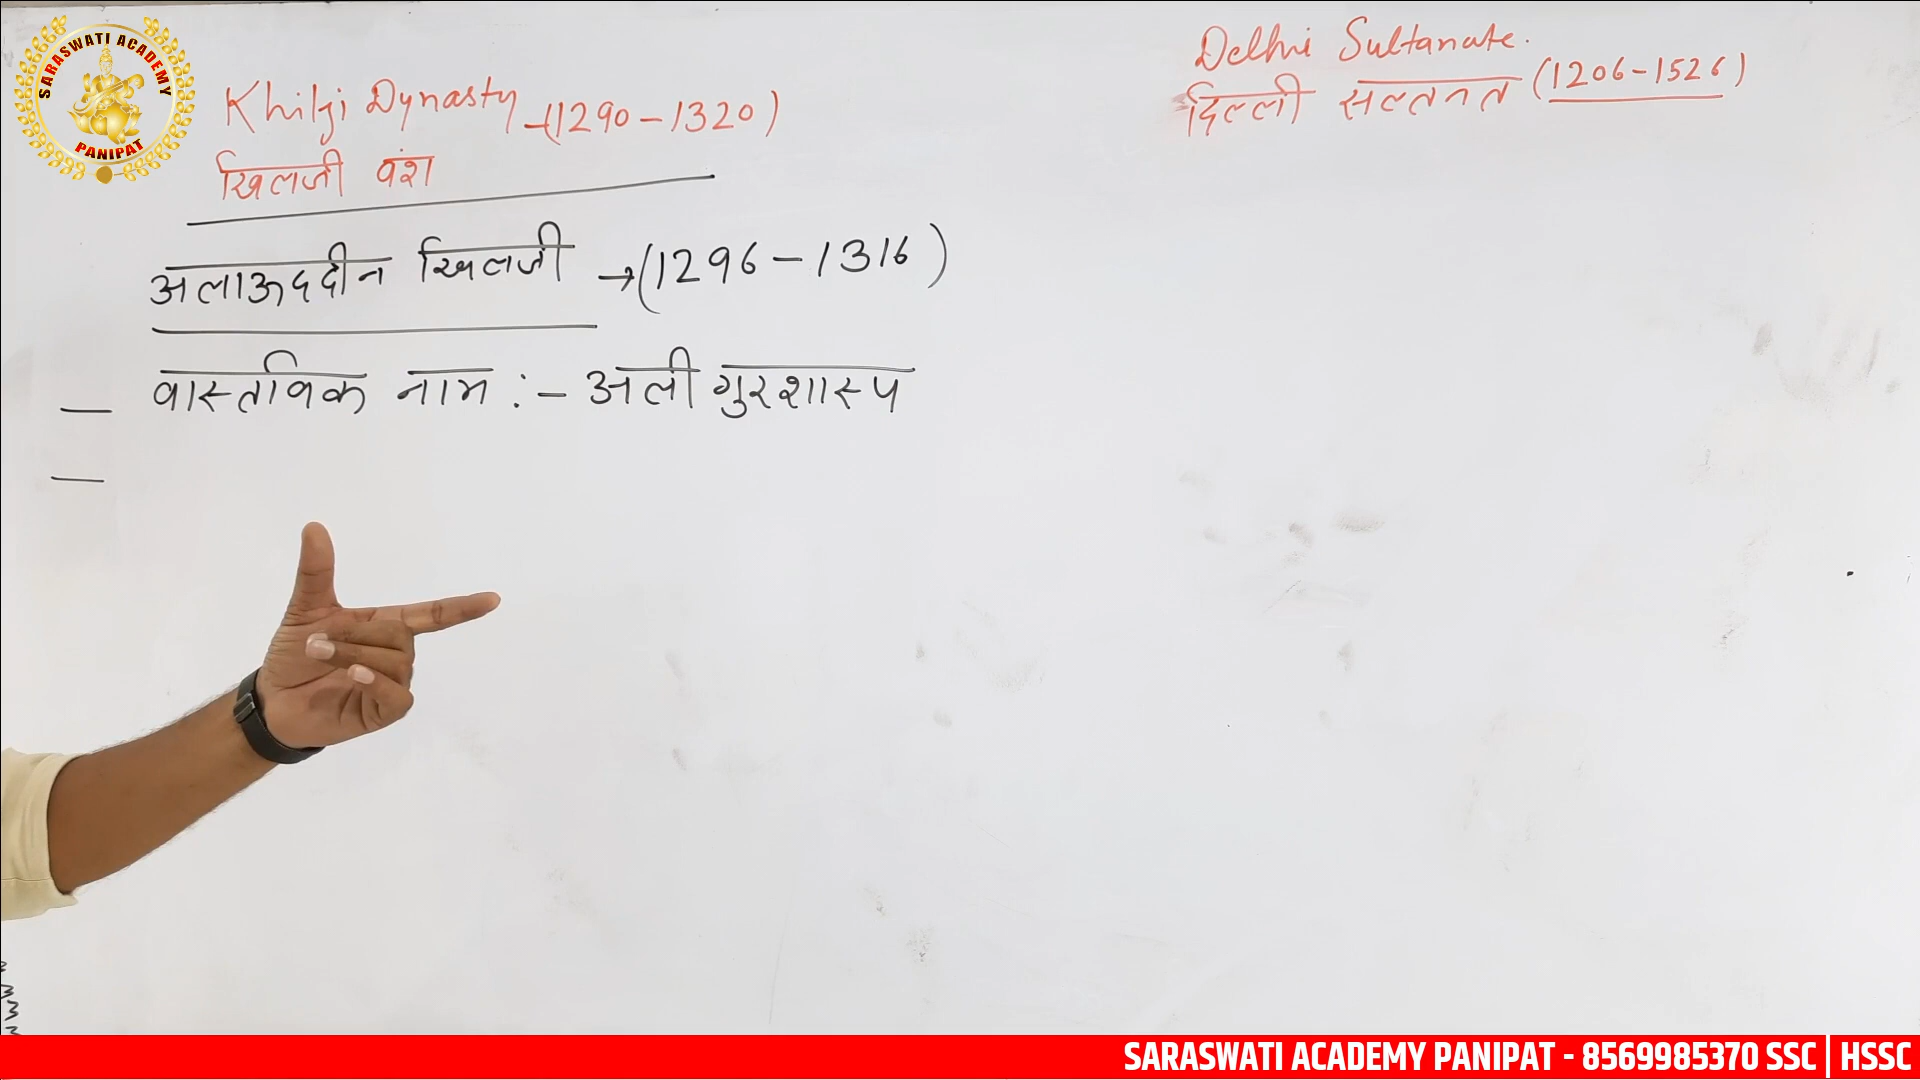 SARASWATI ACADEMY
PANIPAT
Khilji Dynasty → (1290-1320)
खिलजी वंश
Delhi Sultanate.
दिल्ली सल्तनत (1206-1526)
अलाऊददीन खिलजी → (1296-1316)
— वास्तविक नाम :- अली गुरशास्प
—
SARASWATI ACADEMY PANIPAT - 8569985370 SSC | HSSC